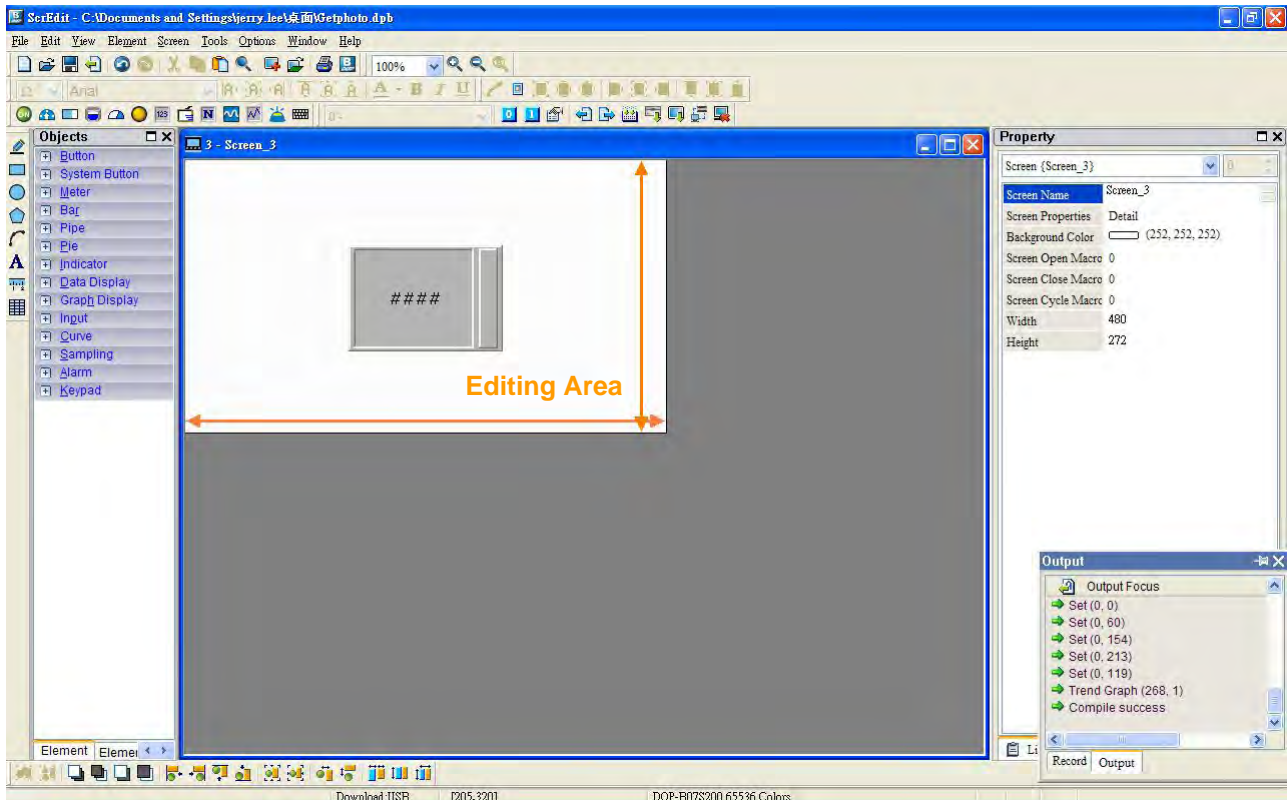 ScrEdit - C:\Documents and Settings\jerry.lee\桌面\Getphoto.dpb
File Edit View Element Screen Tools Options Window Help
100%
12 Arial
Objects
Button
System Button
Meter
Bar
Pipe
Pie
Indicator
Data Display
Graph Display
Input
Curve
Sampling
Alarm
Keypad
Element Elemer
3 - Screen_3
####
Editing Area
Property
Screen {Screen_3} 0
Screen Name Screen_3
Screen Properties Detail
Background Color (252, 252, 252)
Screen Open Macro 0
Screen Close Macro 0
Screen Cycle Macro 0
Width 480
Height 272
Li
Output
Output Focus
Set (0, 0)
Set (0, 60)
Set (0, 154)
Set (0, 213)
Set (0, 119)
Trend Graph (268, 1)
Compile success
Record Output
Download:USB [205,320] DOP-B07S200 65536 Colors